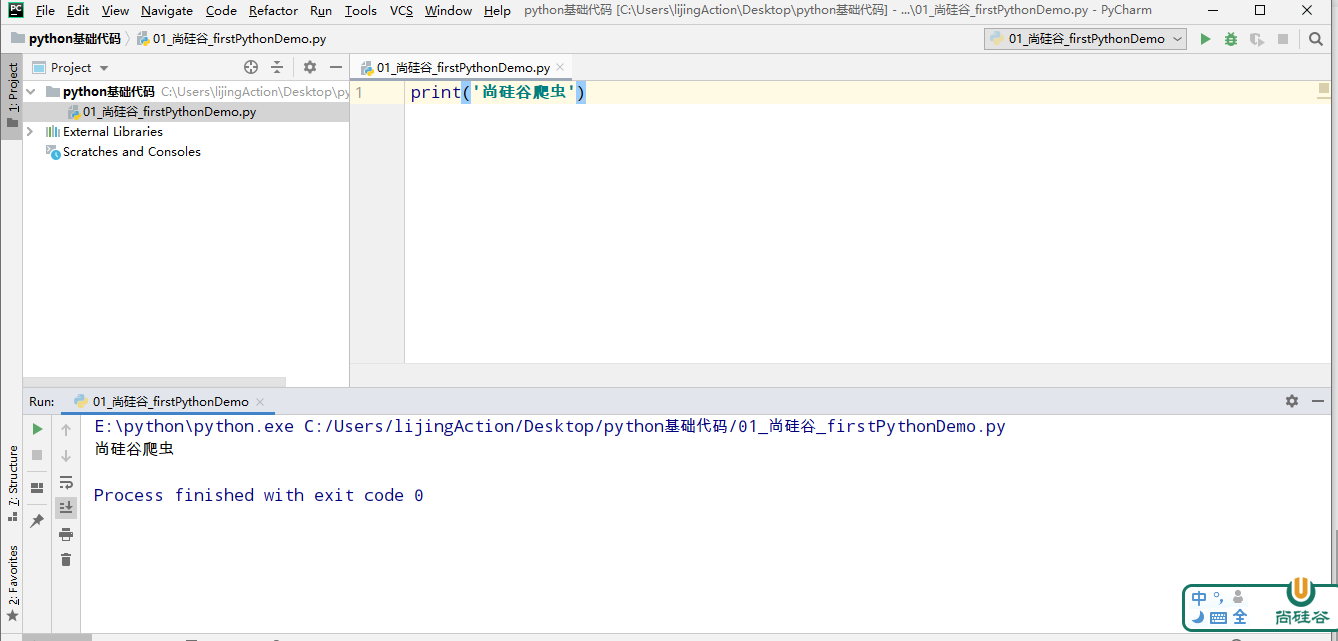 File Edit View Navigate Code Refactor Run Tools VCS Window Help python基础代码 [C:\Users\lijingAction\Desktop\python基础代码] - ...\01_尚硅谷_firstPythonDemo.py - PyCharm
python基础代码 01_尚硅谷_firstPythonDemo.py 01_尚硅谷_firstPythonDemo
1: Project
Project
01_尚硅谷_firstPythonDemo.py
python基础代码 C:\Users\lijingAction\Desktop\py
1 print('尚硅谷爬虫')
01_尚硅谷_firstPythonDemo.py
External Libraries
Scratches and Consoles
Run: 01_尚硅谷_firstPythonDemo
E:\python\python.exe C:/Users/lijingAction/Desktop/python基础代码/01_尚硅谷_firstPythonDemo.py
尚硅谷爬虫
Process finished with exit code 0
7: Structure
2: Favorites
中 °,
全
尚硅谷